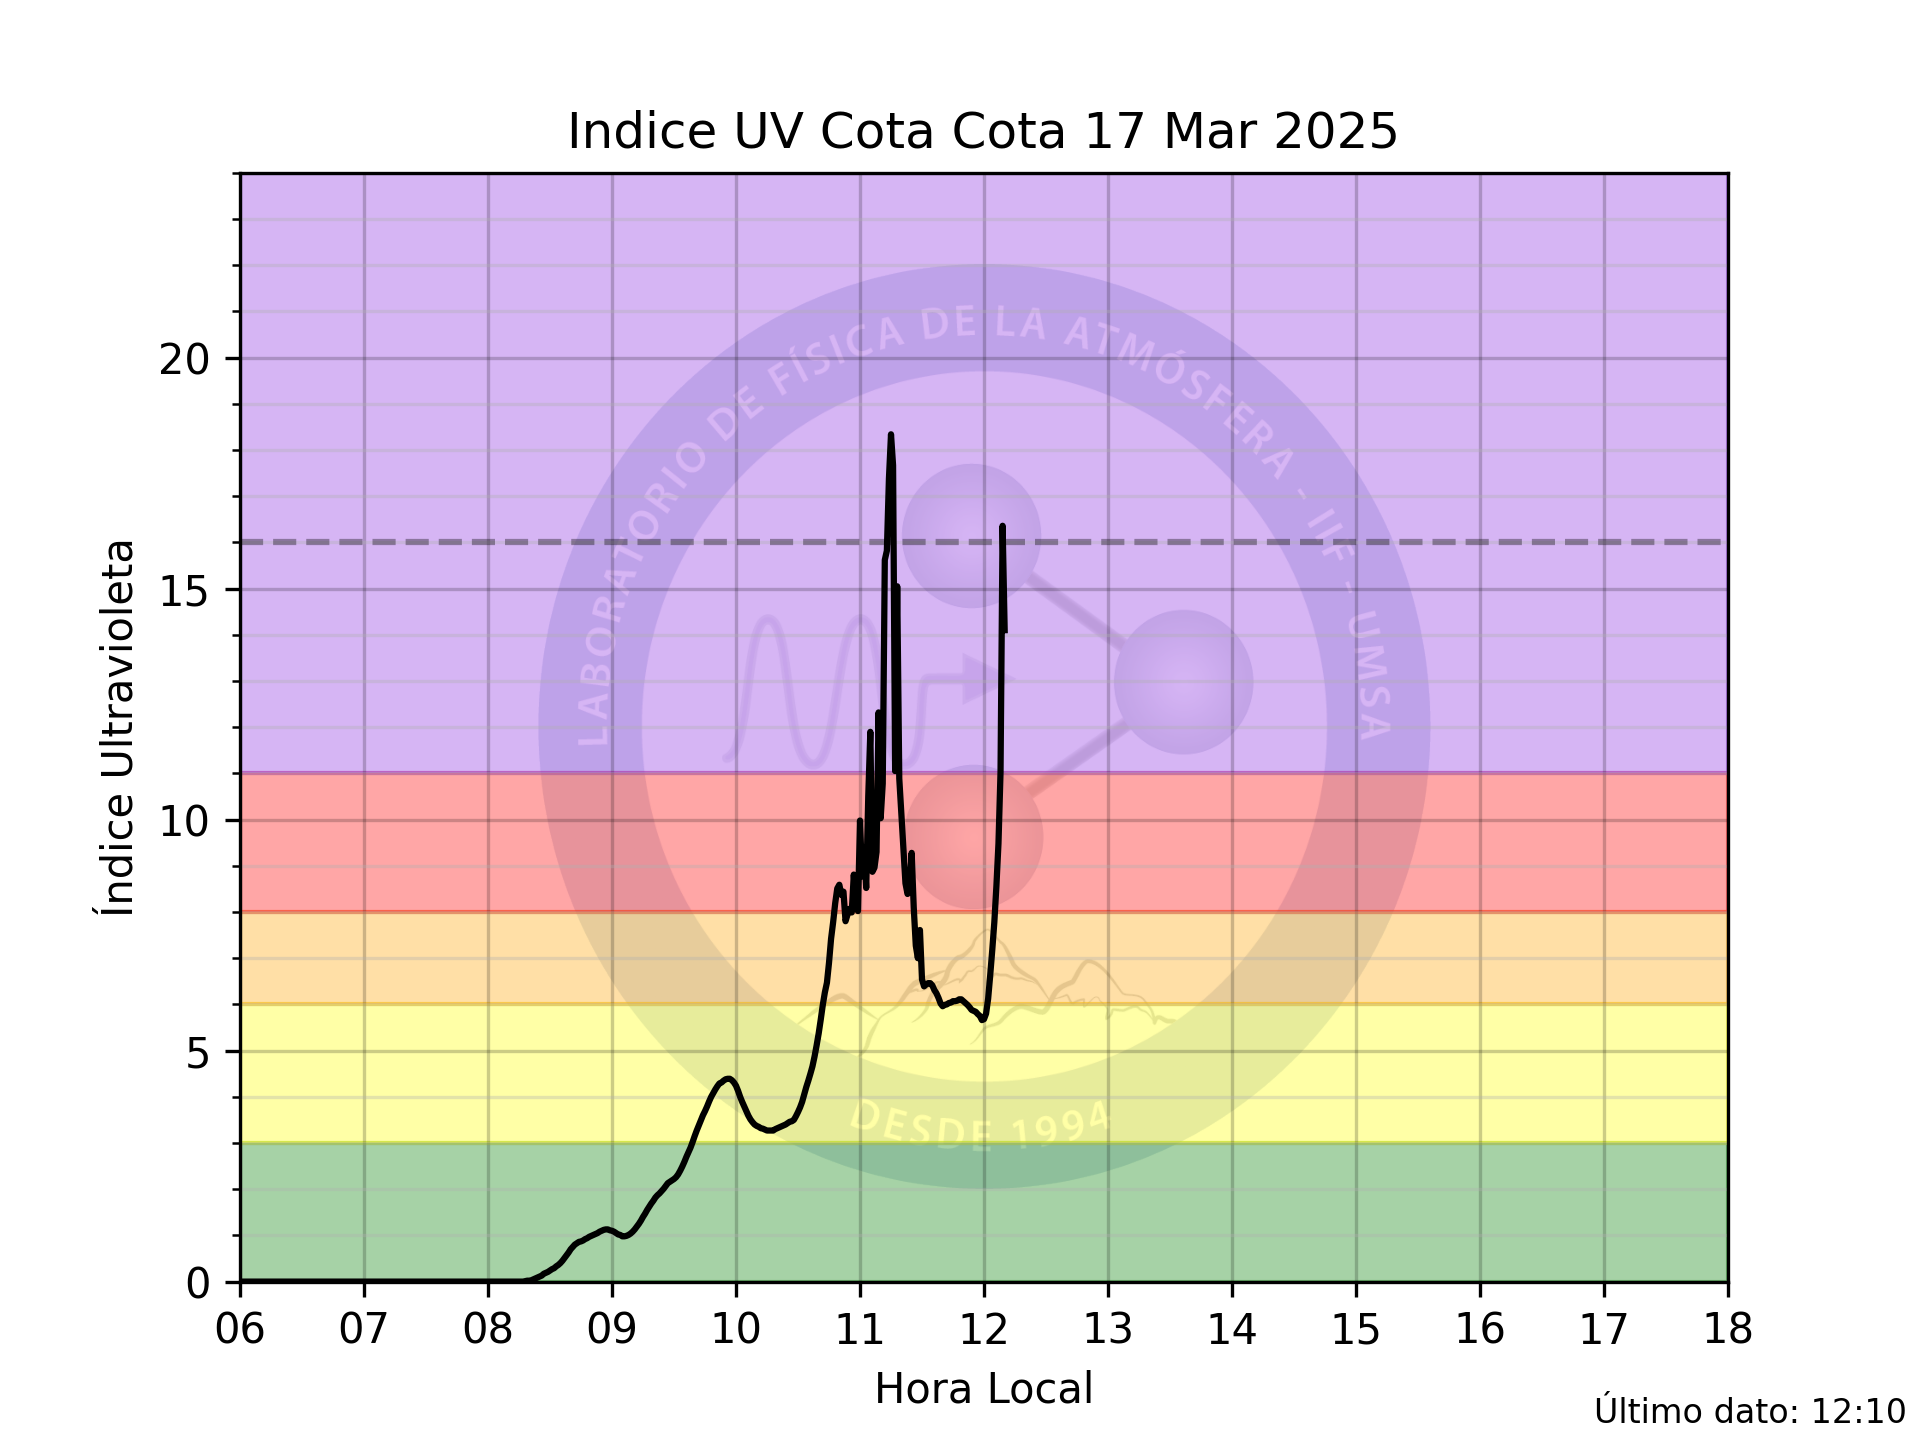 Indice UV Cota Cota 17 Mar 2025
Índice Ultravioleta
20
15
10
5
0
LABORATORIO DE FÍSICA DE LA ATMÓSFERA - IIF - UMSA
DESDE 1994
06 07 08 09 10 11 12 13 14 15 16 17 18
Hora Local
Último dato: 12:10